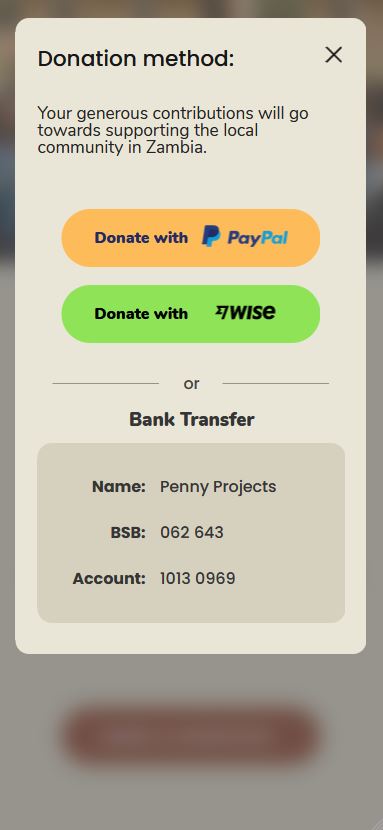 Donation method:
Your generous contributions will go
towards supporting the local
community in Zambia.
Donate with PayPal
Donate with WISE
or
Bank Transfer
Name: Penny Projects
BSB: 062 643
Account: 1013 0969